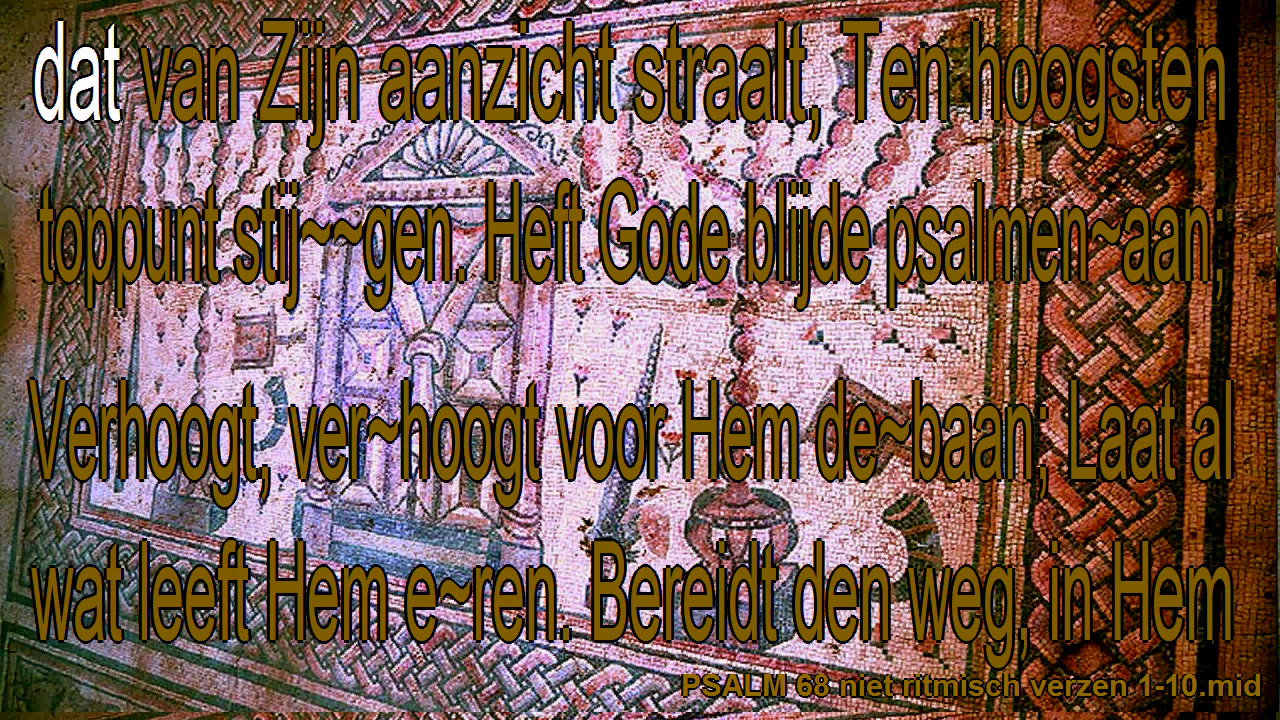 dat van Zijn aanzicht straalt, Ten hoogsten
toppunt stij~~gen. Heft Gode blijde psalmen~aan;
Verhoogt, ver~hoogt voor Hem de~baan; Laat al
wat leeft Hem e~ren. Bereidt den weg, in Hem
PSALM 68 niet ritmisch verzen 1-10.mid